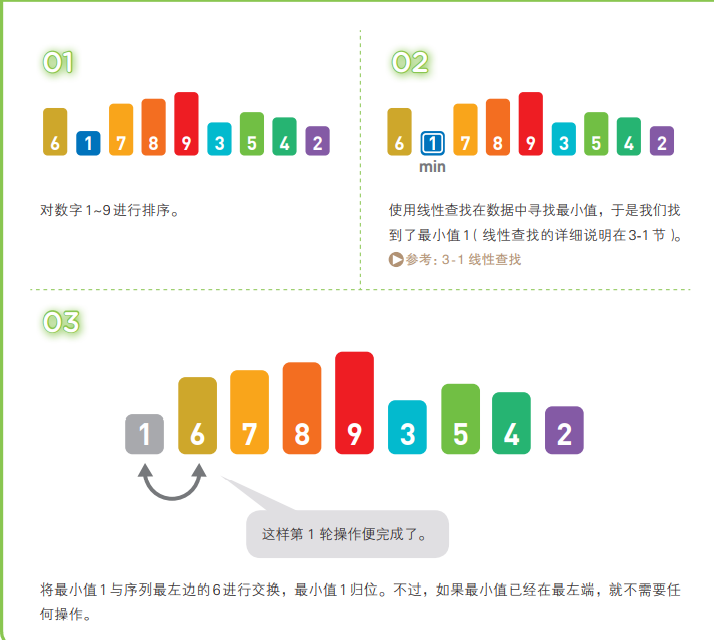 01
6 1 7 8 9 3 5 4 2
对数字1~9进行排序。
02
6 1 7 8 9 3 5 4 2
min
使用线性查找在数据中寻找最小值，于是我们找
到了最小值1（线性查找的详细说明在3-1节）。
参考：3-1 线性查找
03
1 6 7 8 9 3 5 4 2
这样第 1 轮操作便完成了。
将最小值1与序列最左边的6进行交换，最小值1归位。不过，如果最小值已经在最左端，就不需要任
何操作。